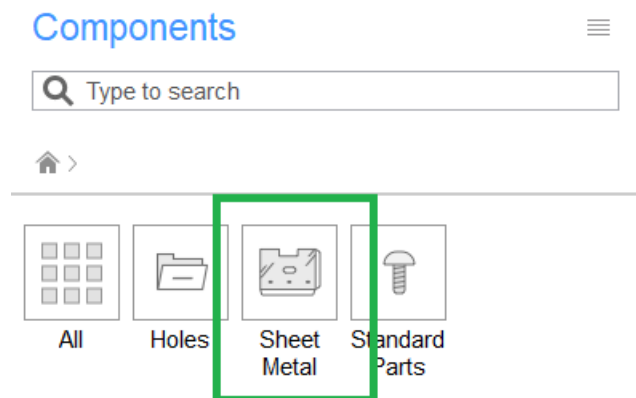 Components
Type to search
All
Holes
Sheet
Metal
Standard
Parts